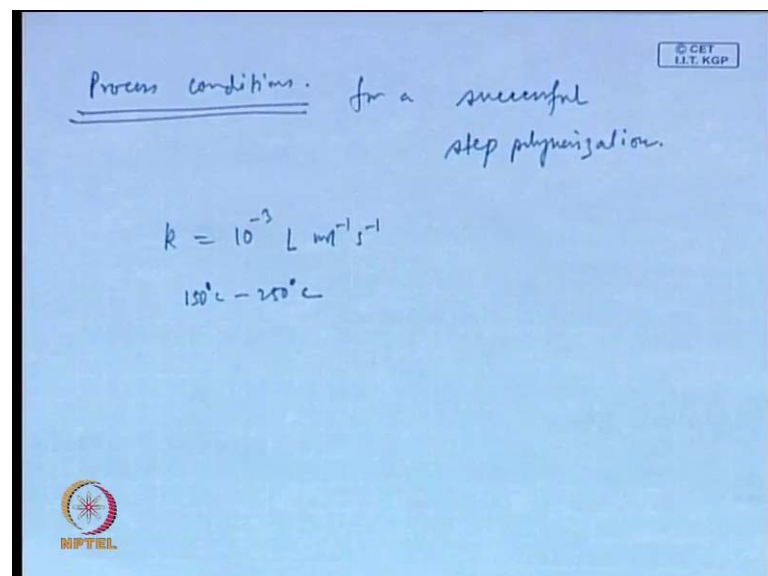 © CET
I.I.T. KGP
Process conditions. for a successful
step polymerization.
k = 10⁻³ L mol⁻¹ s⁻¹
150°C – 250°C
NPTEL